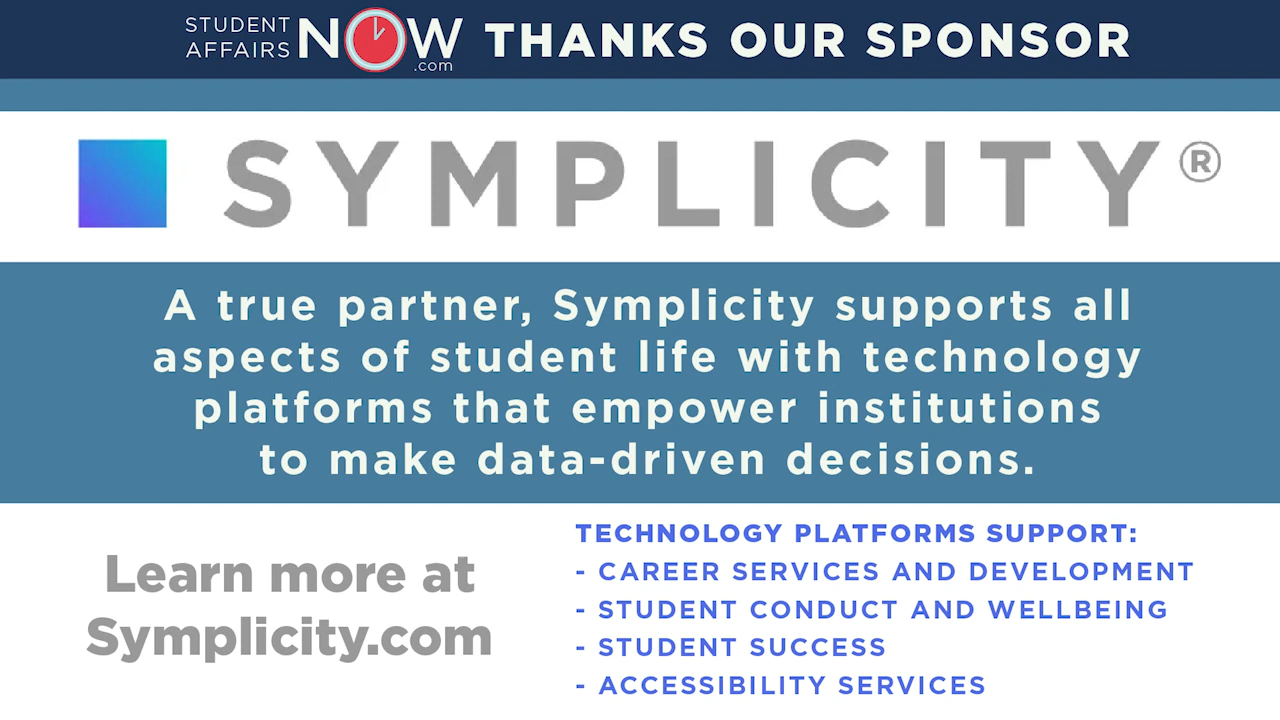 STUDENT AFFAIRS NOW .com THANKS OUR SPONSOR
SYMPLICITY®
A true partner, Symplicity supports all
aspects of student life with technology
platforms that empower institutions
to make data-driven decisions.
Learn more at
Symplicity.com
TECHNOLOGY PLATFORMS SUPPORT:
- CAREER SERVICES AND DEVELOPMENT
- STUDENT CONDUCT AND WELLBEING
- STUDENT SUCCESS
- ACCESSIBILITY SERVICES